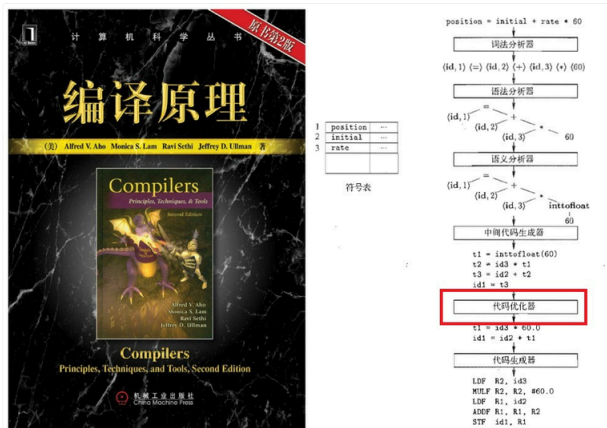 计算机科学丛书
原书第2版
编译原理
(美) Alfred V. Aho Monica S. Lam Ravi Sethi Jeffrey D. Ullman 著
Compilers
Principles, Techniques, & Tools
Second Edition
Alfred V. Aho
Monica S. Lam
Ravi Sethi
Jeffrey D. Ullman
Compilers
Principles, Techniques, and Tools, Second Edition
机械工业出版社
China Machine Press
1 position ...
2 initial ...
3 rate ...
符号表
position = initial + rate * 60
词法分析器
⟨id, 1⟩ ⟨=⟩ ⟨id, 2⟩ ⟨+⟩ ⟨id, 3⟩ ⟨*⟩ ⟨60⟩
语法分析器
=
⟨id, 1⟩ +
⟨id, 2⟩ *
⟨id, 3⟩ 60
语义分析器
=
⟨id, 1⟩ +
⟨id, 2⟩ *
⟨id, 3⟩ inttofloat
60
中间代码生成器
t1 = inttofloat(60)
t2 = id3 * t1
t3 = id2 + t2
id1 = t3
代码优化器
t1 = id3 * 60.0
id1 = id2 + t1
代码生成器
LDF R2, id3
MULF R2, R2, #60.0
LDF R1, id2
ADDF R1, R1, R2
STF id1, R1